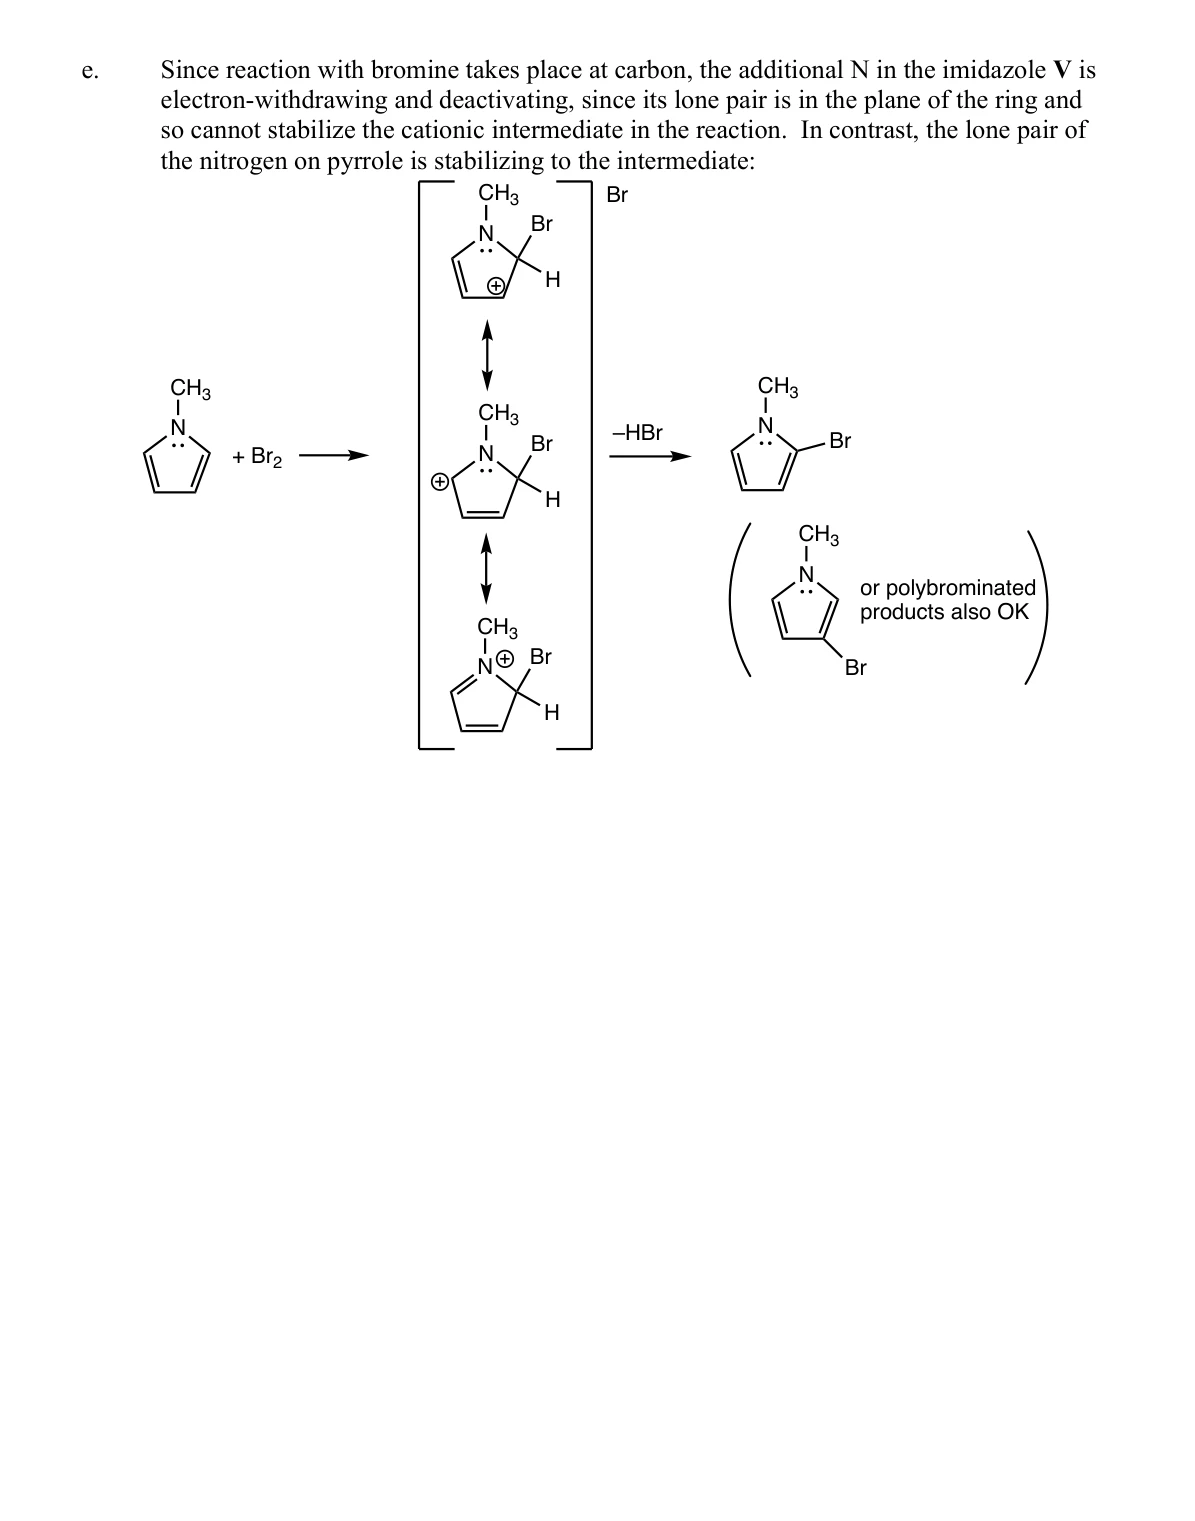 e. Since reaction with bromine takes place at carbon, the additional N in the imidazole V is
electron-withdrawing and deactivating, since its lone pair is in the plane of the ring and
so cannot stabilize the cationic intermediate in the reaction. In contrast, the lone pair of
the nitrogen on pyrrole is stabilizing to the intermediate:
CH3
Br
Br
N
H
+
CH3
N
+ Br2
CH3
Br
N
+
H
–HBr
CH3
N
Br
CH3
N
+
Br
H
CH3
N
or polybrominated
products also OK
Br